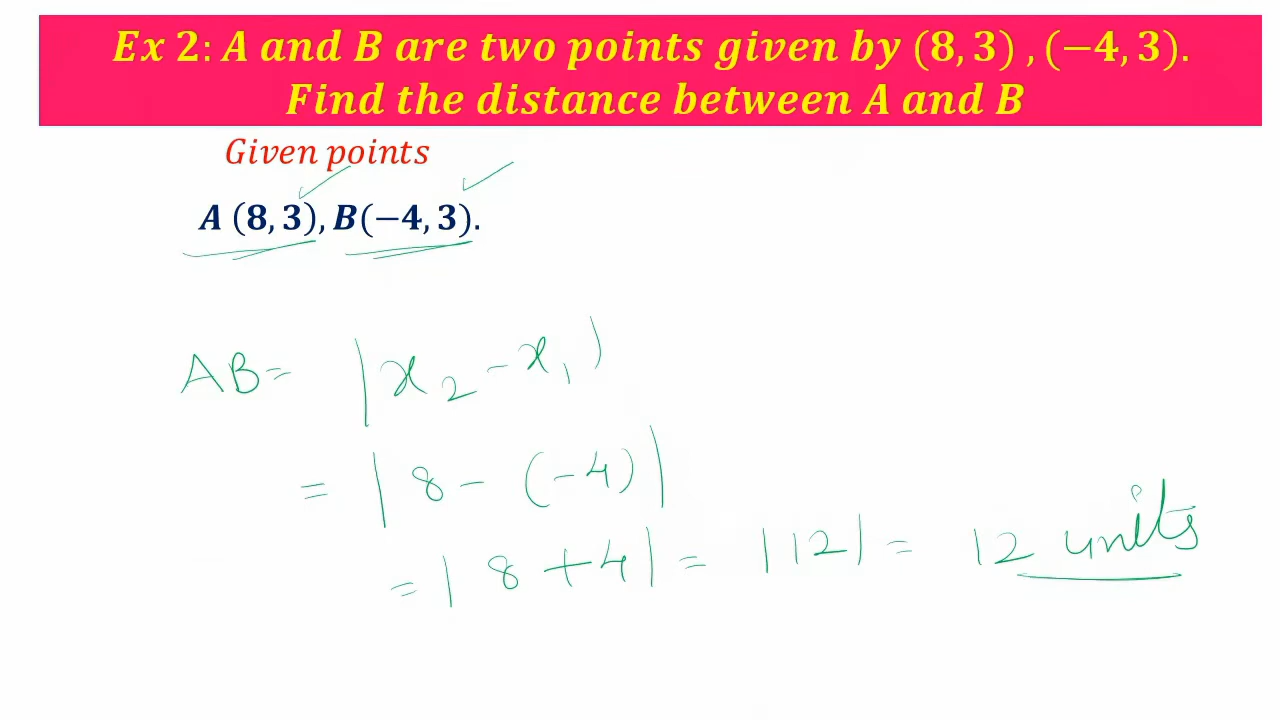 Ex 2: A and B are two points given by (8, 3) , (−4, 3).
Find the distance between A and B
Given points
A (8, 3), B(−4, 3).
AB = |x₂ − x₁|
= |8 − (−4)|
= |8 + 4| = |12| = 12 units